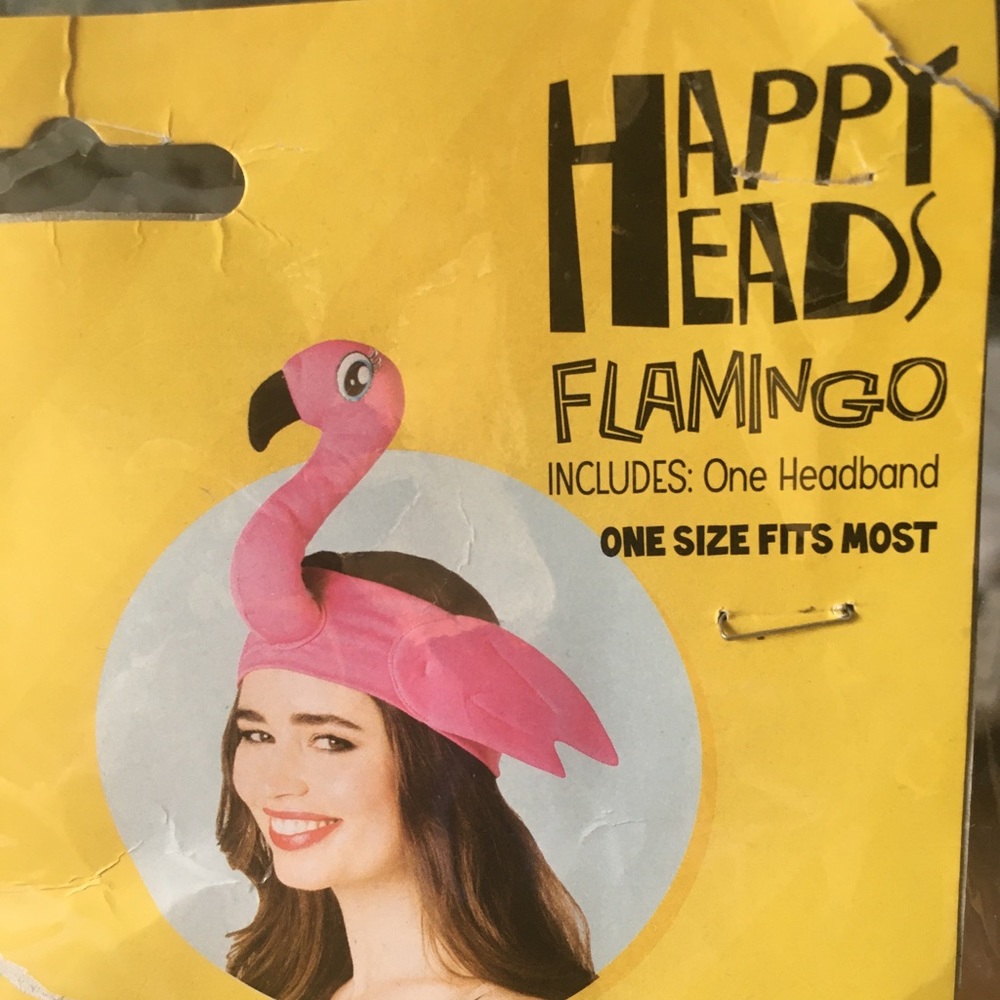 HAPPY
HEADS
FLAMINGO
INCLUDES: One Headband
ONE SIZE FITS MOST